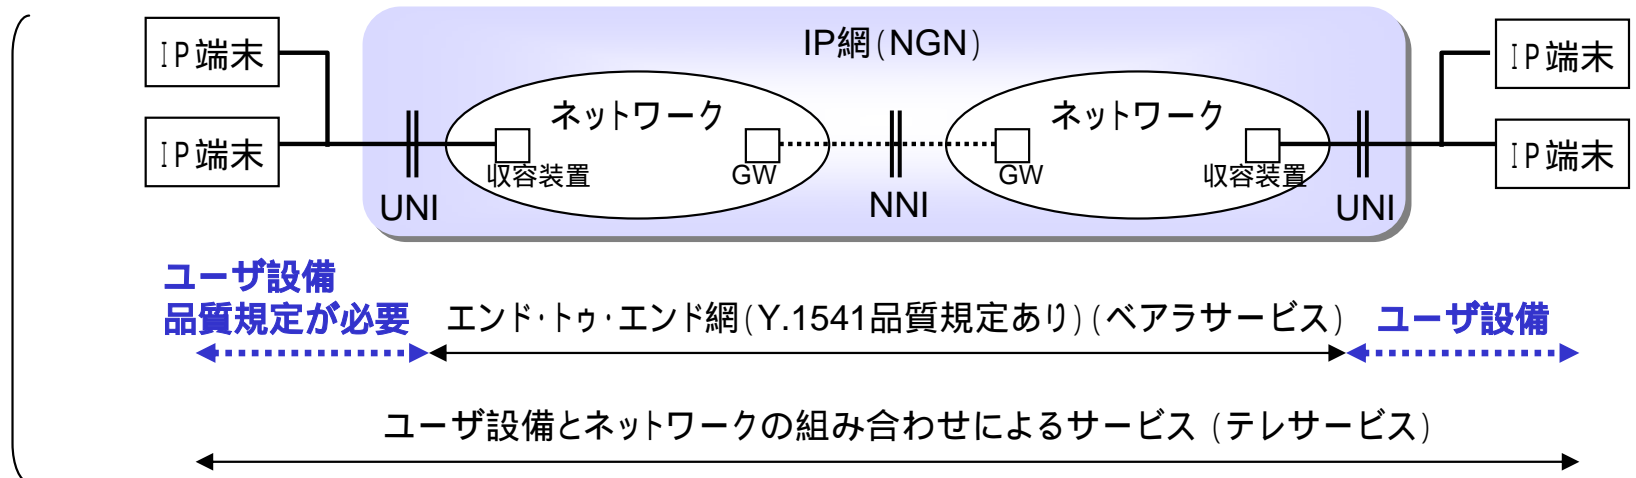 IP網(NGN)
IP端末
IP端末
IP端末
IP端末
ネットワーク
ネットワーク
収容装置
GW
GW
収容装置
UNI
NNI
UNI
ユーザ設備
品質規定が必要
エンド・トゥ・エンド網(Y.1541品質規定あり)(ベアラサービス)
ユーザ設備
ユーザ設備とネットワークの組み合わせによるサービス (テレサービス)